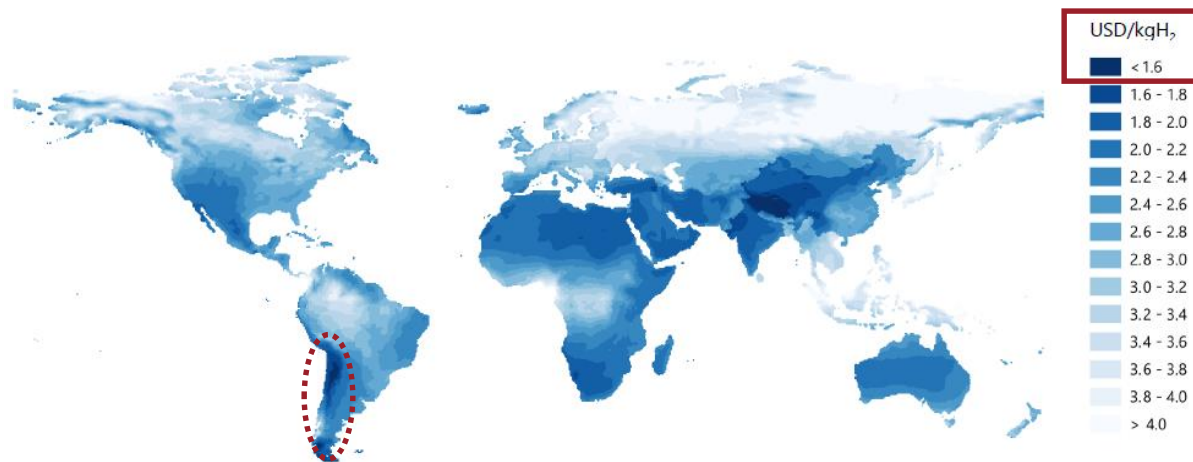 USD/kgH₂
< 1.6
1.6 - 1.8
1.8 - 2.0
2.0 - 2.2
2.2 - 2.4
2.4 - 2.6
2.6 - 2.8
2.8 - 3.0
3.0 - 3.2
3.2 - 3.4
3.4 - 3.6
3.6 - 3.8
3.8 - 4.0
> 4.0